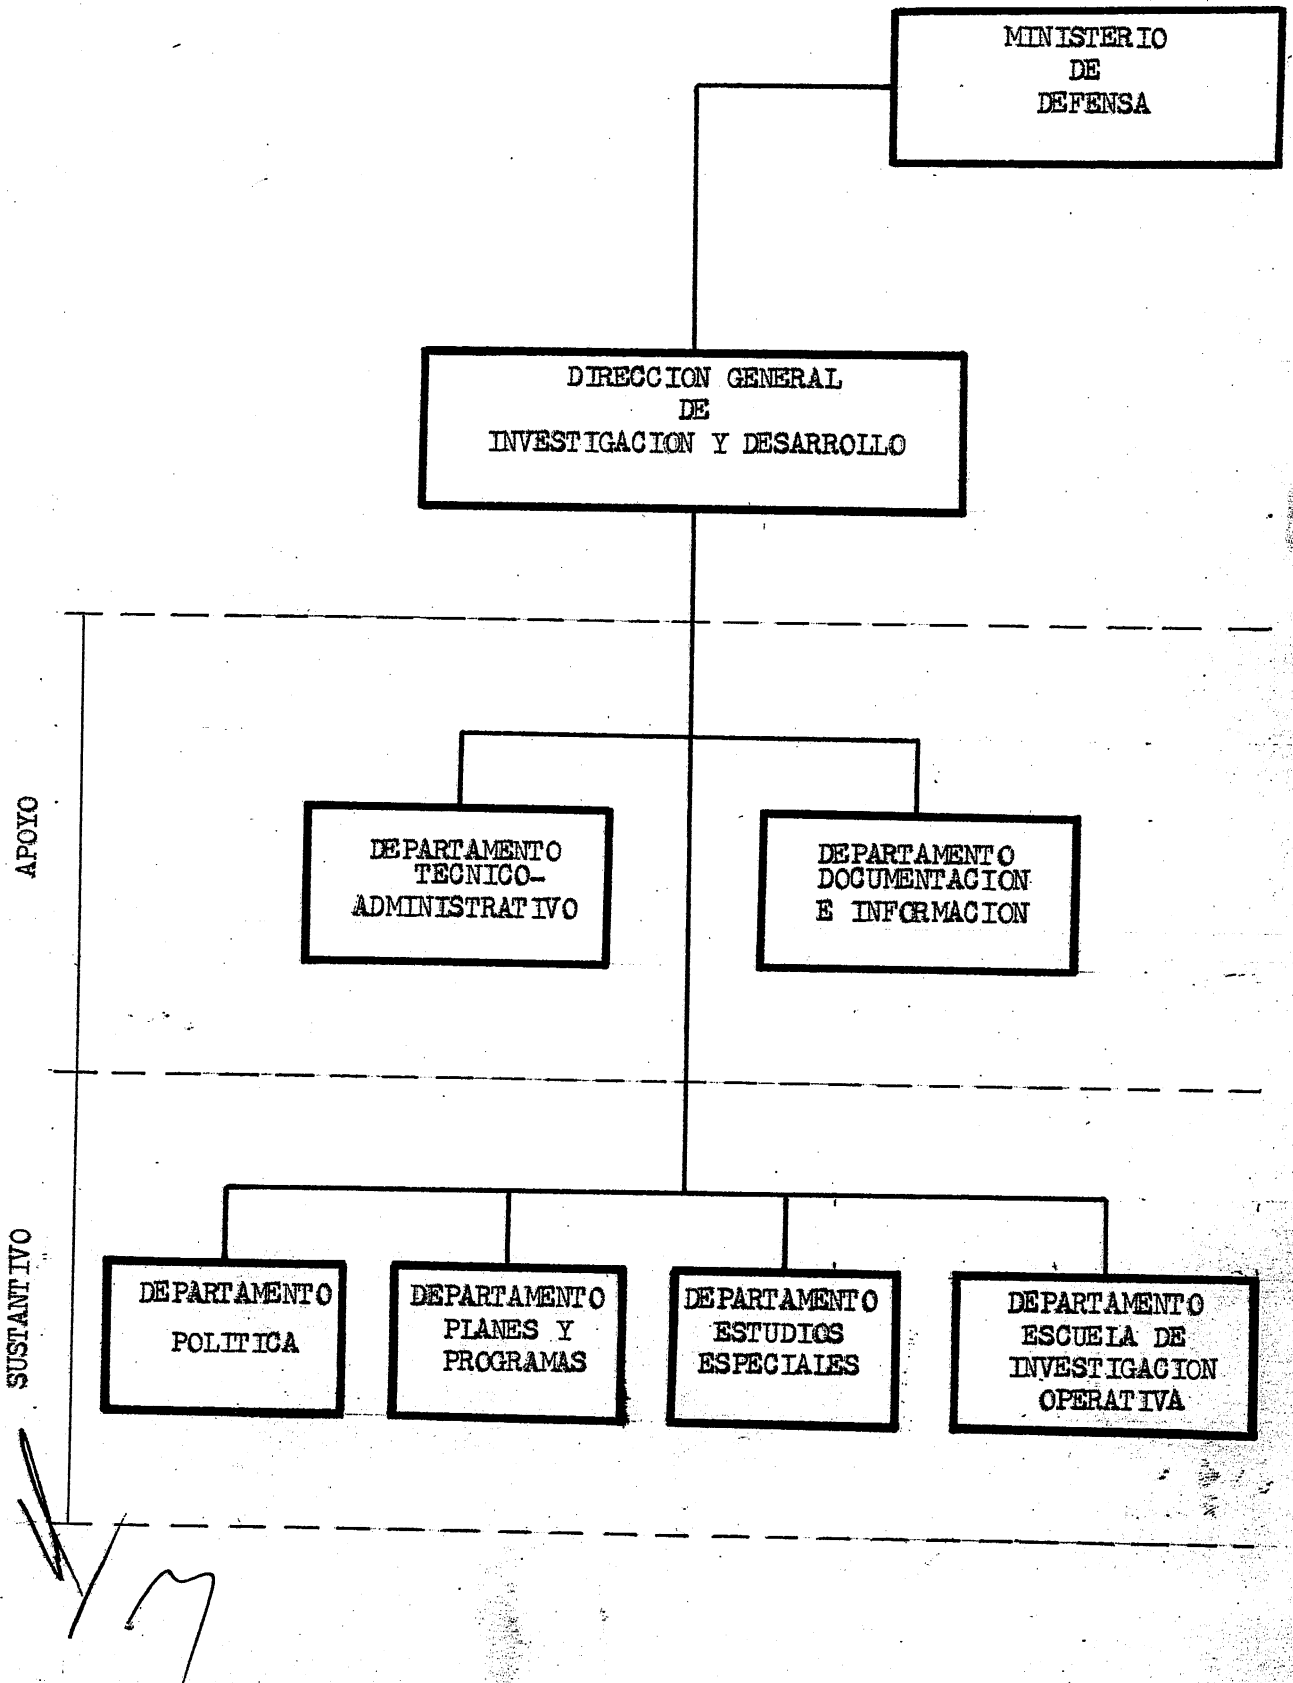 MINISTERIO
DE
DEFENSA
DIRECCION GENERAL
DE
INVESTIGACION Y DESARROLLO
APOYO
DEPARTAMENTO
TECNICO-
ADMINISTRATIVO
DEPARTAMENTO
DOCUMENTACION
E INFORMACION
SUSTANTIVO
DEPARTAMENTO
POLITICA
DEPARTAMENTO
PLANES Y
PROGRAMAS
DEPARTAMENTO
ESTUDIOS
ESPECIALES
DEPARTAMENTO
ESCUELA DE
INVESTIGACION
OPERATIVA